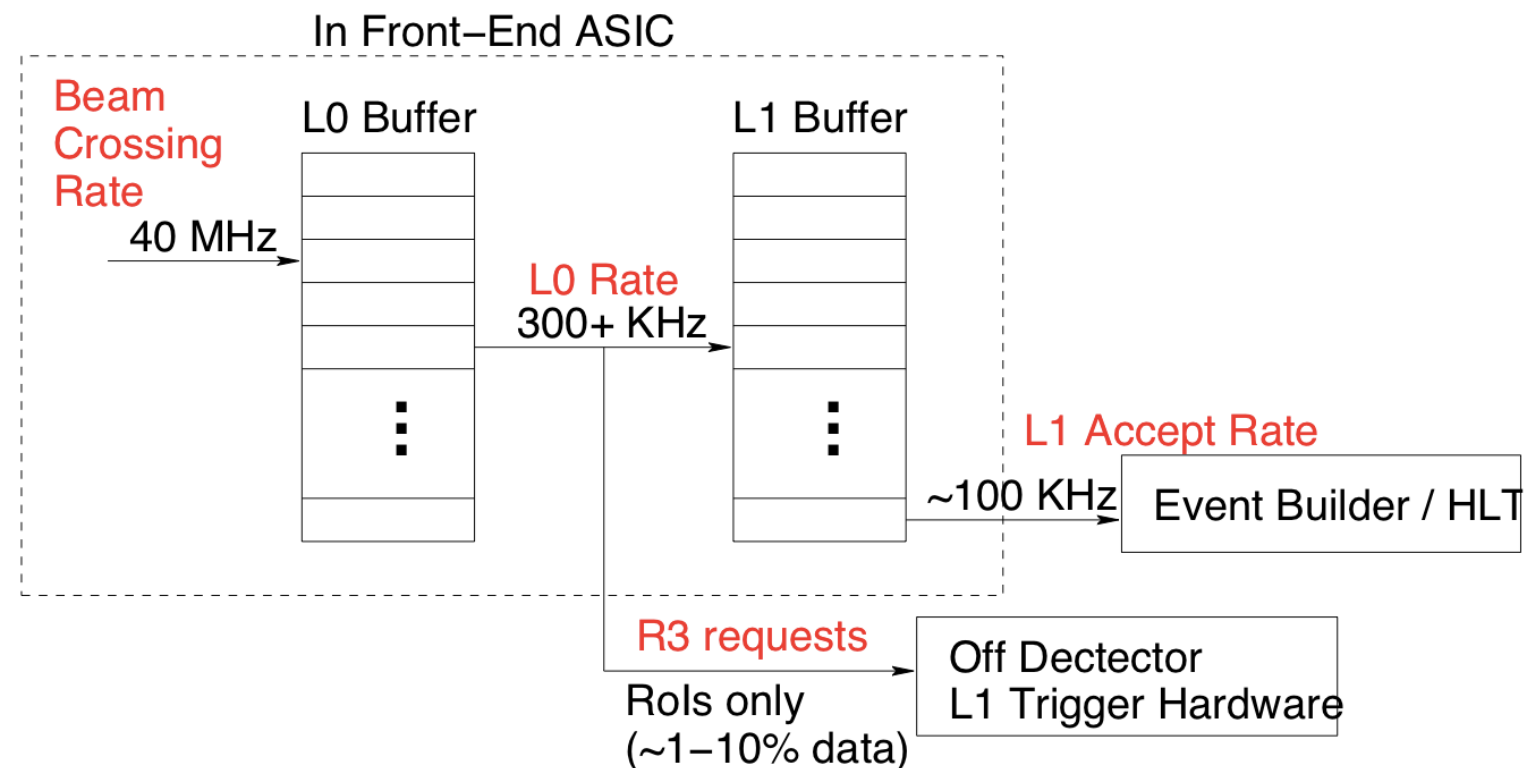 In Front−End ASIC
Beam
Crossing
Rate
L0 Buffer
L1 Buffer
40 MHz
L0 Rate
300+ KHz
L1 Accept Rate
~100 KHz
Event Builder / HLT
R3 requests
RoIs only
(~1−10% data)
Off Dectector
L1 Trigger Hardware